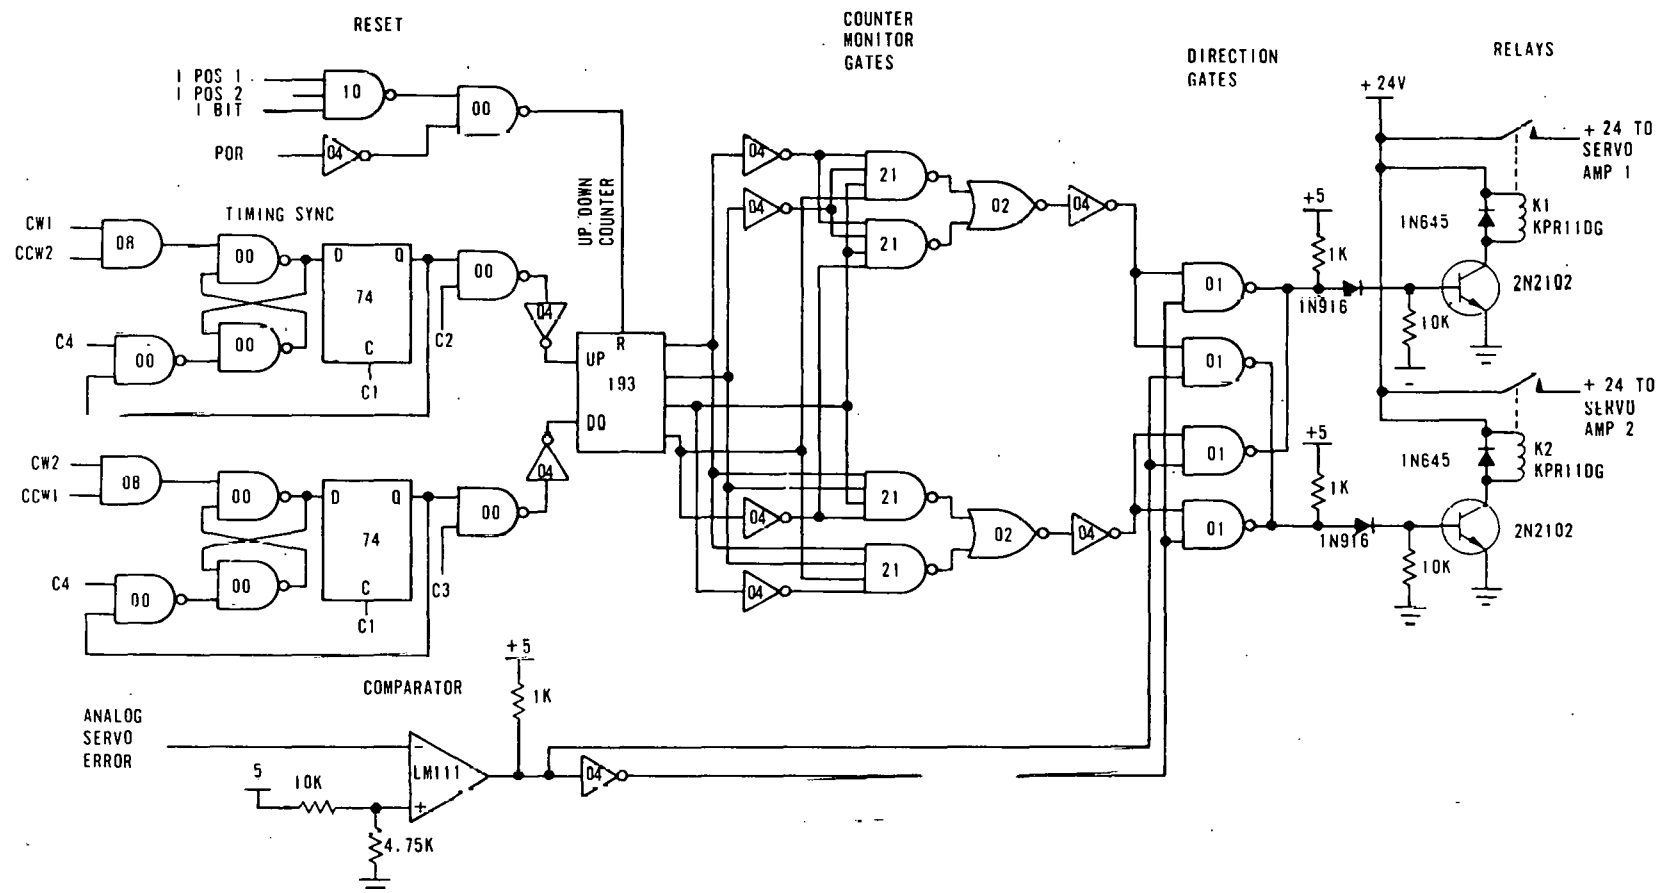 RESET
COUNTER
MONITOR
GATES
DIRECTION
GATES
RELAYS
I POS 1
I POS 2
I BIT
10
00
POR
04
UP. DOWN
COUNTER
+ 24V
+ 24 TO
SERVO
AMP 1
K1
KPR11DG
1N645
2N2102
+5
1K
1N916
10K
TIMING SYNC
CW1
CCW2
08
00
D
Q
74
C
C1
00
C2
04
C4
00
00
R
UP
193
DO
04
04
21
21
02
04
01
01
01
01
CW2
CCW1
08
00
D
Q
74
C
C1
00
C3
04
C4
00
00
21
04
21
04
02
04
+5
1K
1N916
10K
+ 24 TO
SERVO
AMP 2
K2
KPR11DG
1N645
2N2102
COMPARATOR
ANALOG
SERVO
ERROR
+5
1K
−
LM111
+
04
5
10K
4.75K